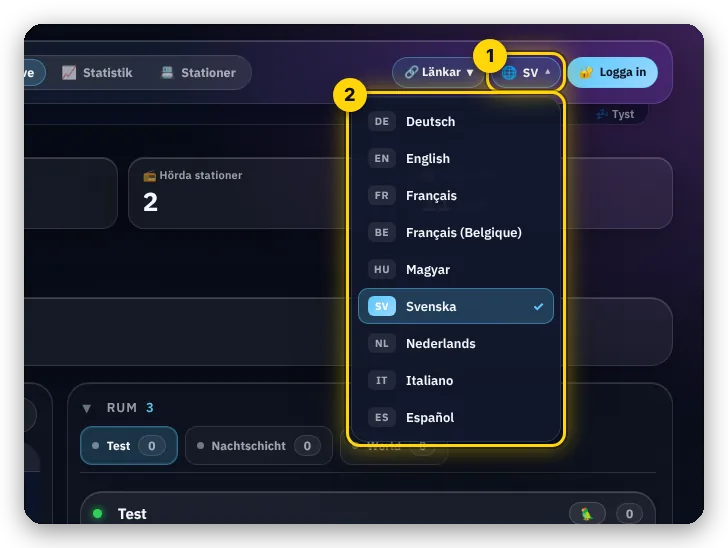 ve
Statistik
Stationer
Länkar ▼
1
SV
Logga in
2
Tyst
DE Deutsch
EN English
FR Français
BE Français (Belgique)
HU Magyar
SV Svenska
NL Nederlands
IT Italiano
ES Español
Hörda stationer
2
RUM 3
Test 0
Nachtschicht 0
World 0
Test
0